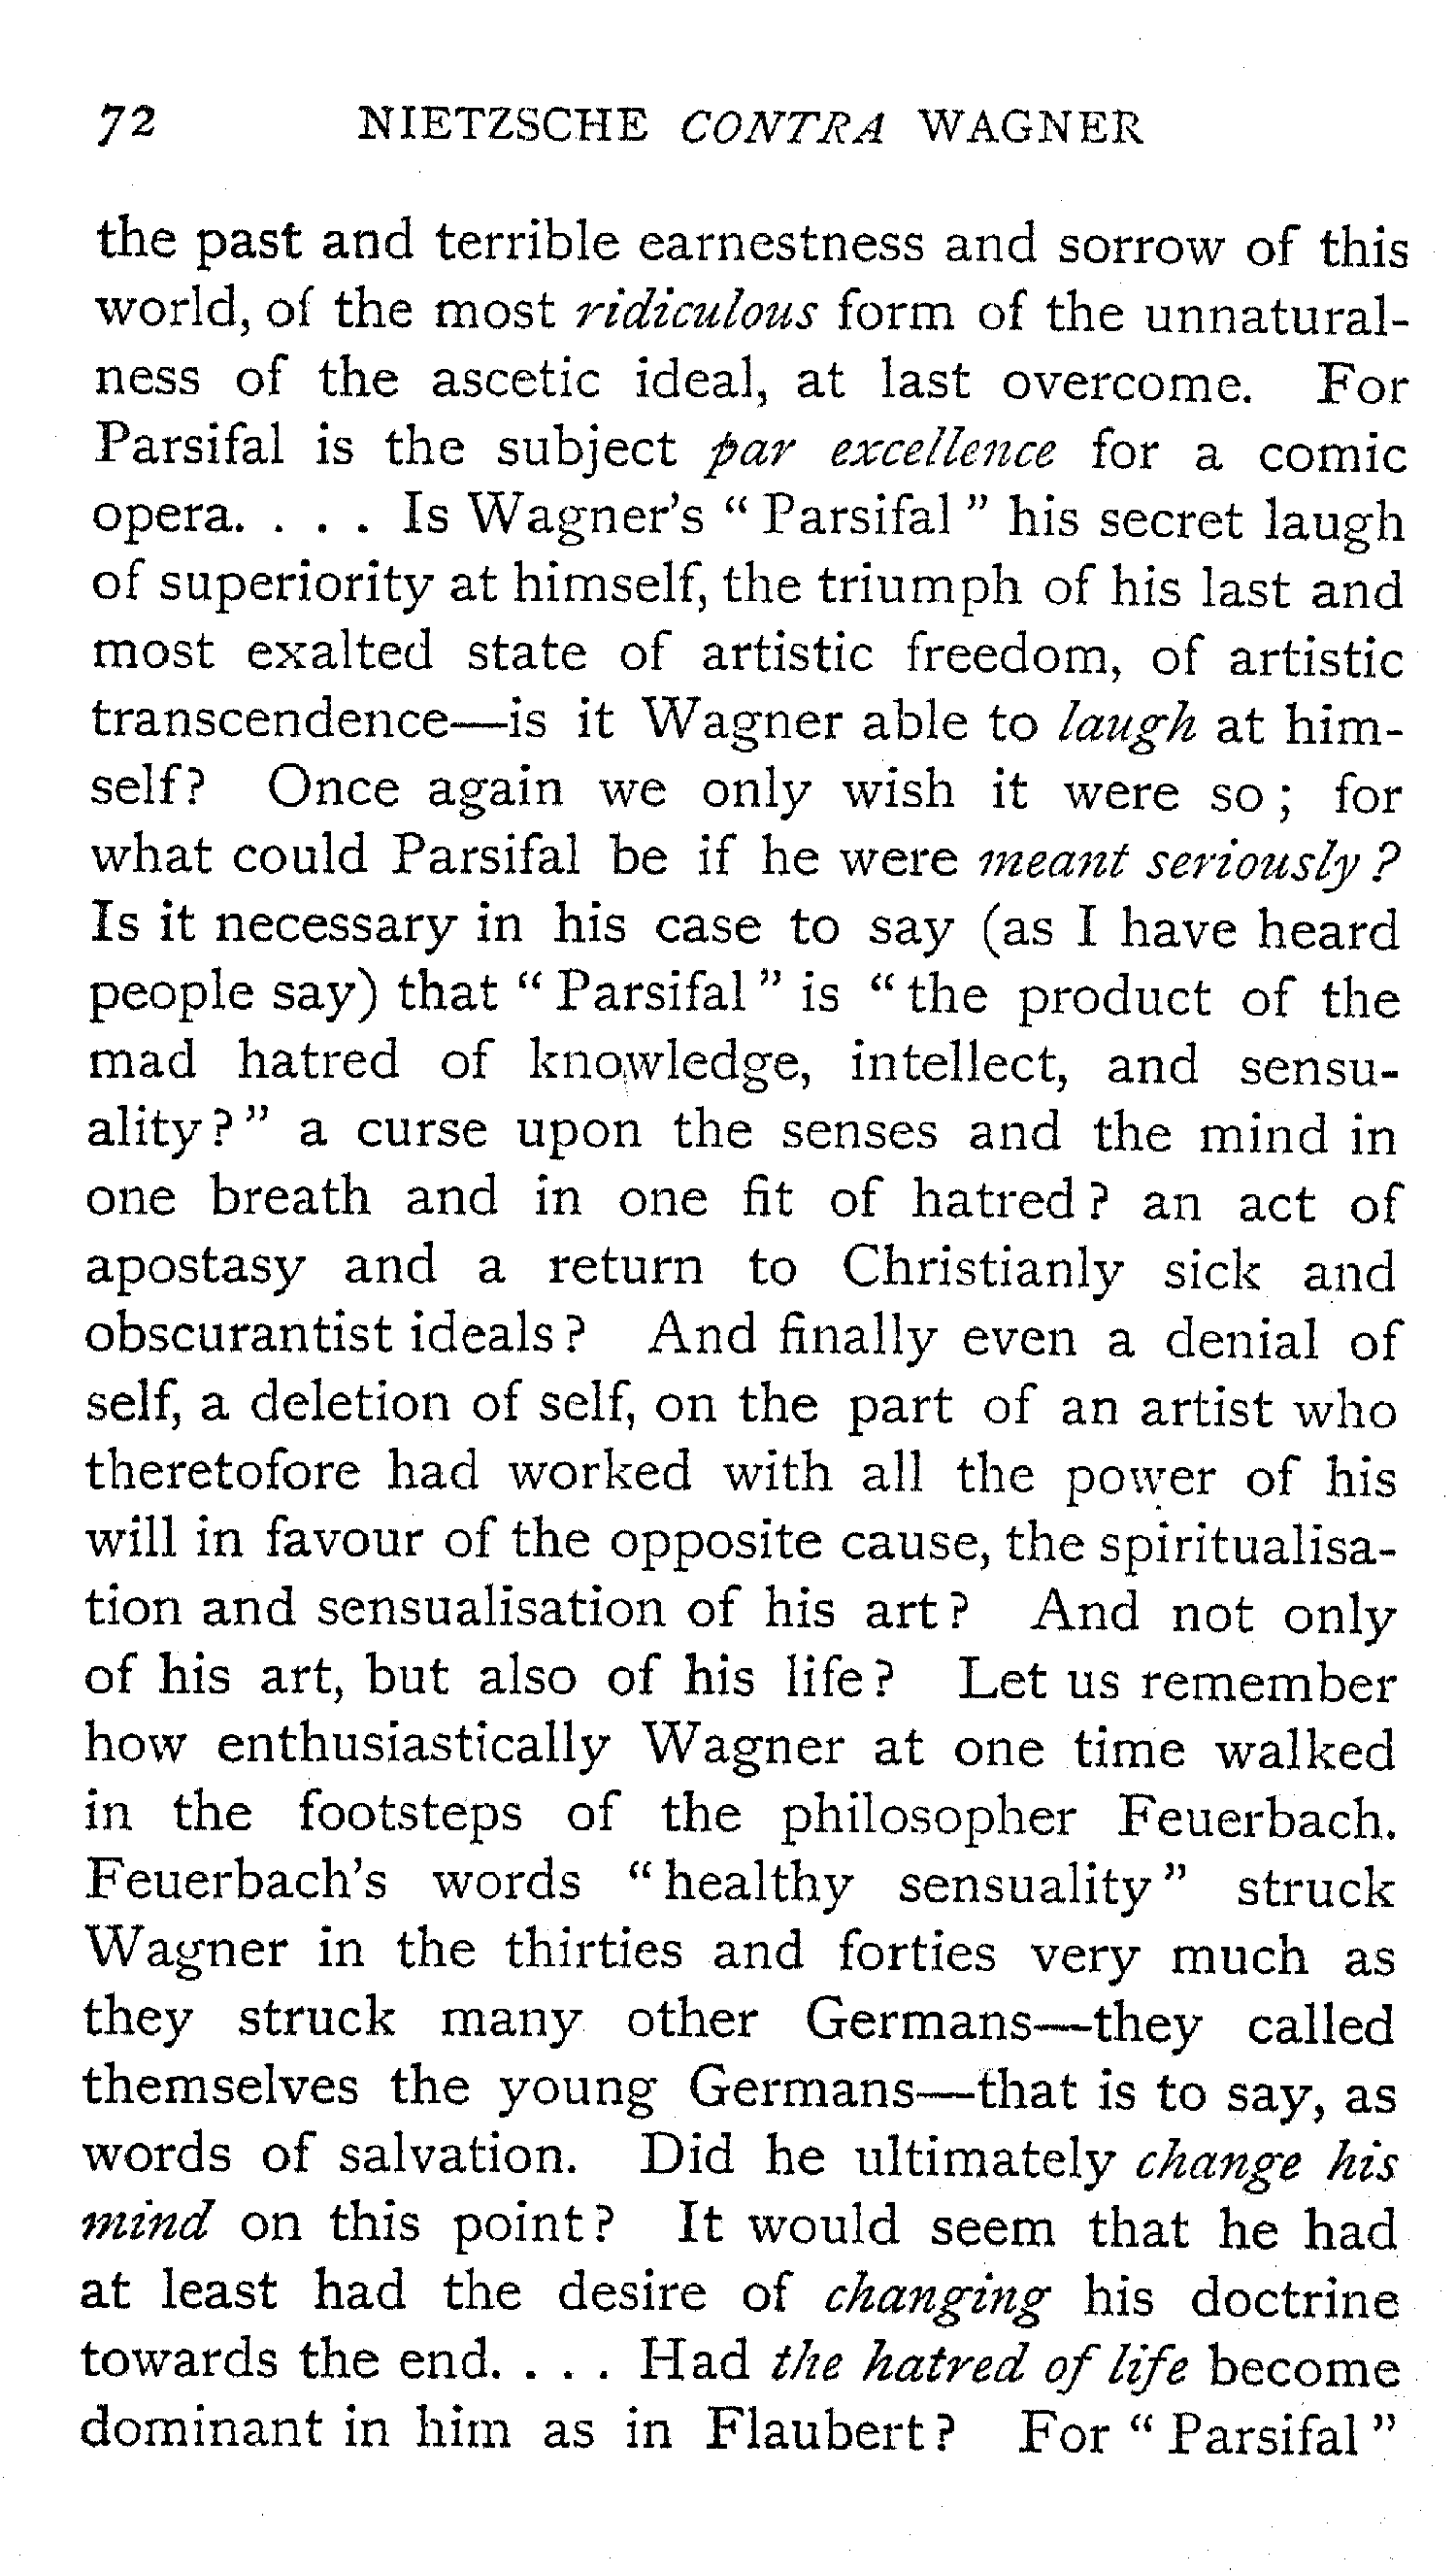 72 NIETZSCHE CONTRA WAGNER
the past and terrible earnestness and sorrow of this
world, of the most ridiculous form of the unnatural-
ness of the ascetic ideal, at last overcome. For
Parsifal is the subject par excellence for a comic
opera. . . . Is Wagner's “ Parsifal ” his secret laugh
of superiority at himself, the triumph of his last and
most exalted state of artistic freedom, of artistic
transcendence—is it Wagner able to laugh at him-
self? Once again we only wish it were so ; for
what could Parsifal be if he were meant seriously ?
Is it necessary in his case to say (as I have heard
people say) that “ Parsifal ” is “ the product of the
mad hatred of knowledge, intellect, and sensu-
ality ? ” a curse upon the senses and the mind in
one breath and in one fit of hatred ? an act of
apostasy and a return to Christianly sick and
obscurantist ideals ? And finally even a denial of
self, a deletion of self, on the part of an artist who
theretofore had worked with all the power of his
will in favour of the opposite cause, the spiritualisa-
tion and sensualisation of his art ? And not only
of his art, but also of his life ? Let us remember
how enthusiastically Wagner at one time walked
in the footsteps of the philosopher Feuerbach.
Feuerbach's words “ healthy sensuality ” struck
Wagner in the thirties and forties very much as
they struck many other Germans—they called
themselves the young Germans—that is to say, as
words of salvation. Did he ultimately change his
mind on this point ? It would seem that he had
at least had the desire of changing his doctrine
towards the end. . . . Had the hatred of life become
dominant in him as in Flaubert ? For “ Parsifal ”